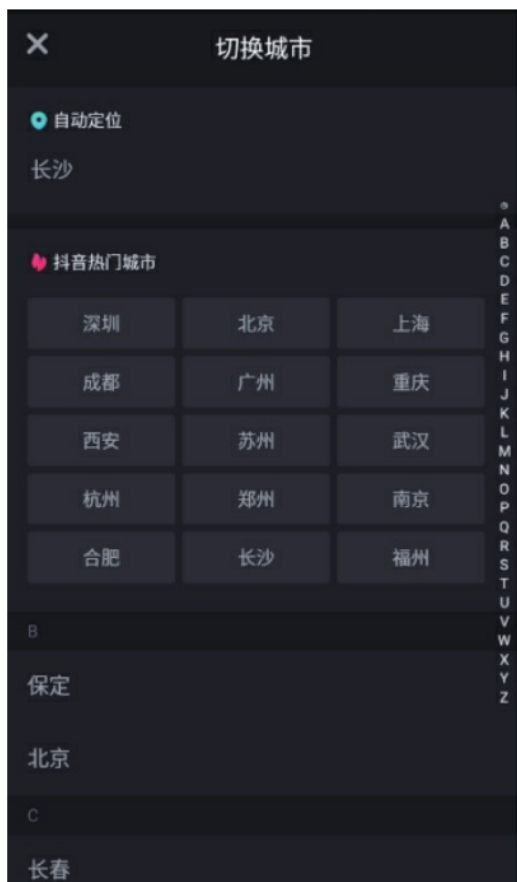 切换城市
自动定位
长沙
抖音热门城市
深圳 北京 上海
成都 广州 重庆
西安 苏州 武汉
杭州 郑州 南京
合肥 长沙 福州
B
保定
北京
C
长春
A
B
C
D
E
F
G
H
I
J
K
L
M
N
O
P
Q
R
S
T
U
V
W
X
Y
Z